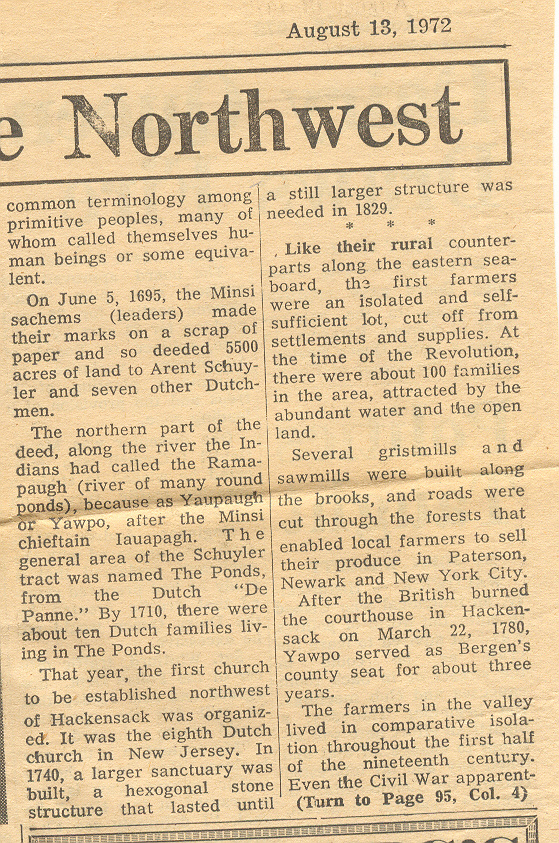 August 13, 1972
e Northwest
common terminology among
primitive peoples, many of
whom called themselves hu-
man beings or some equiva-
lent.
On June 5, 1695, the Minsi
sachems (leaders) made
their marks on a scrap of
paper and so deeded 5500
acres of land to Arent Schuy-
ler and seven other Dutch-
men.
The northern part of the
deed, along the river the In-
dians had called the Rama-
paugh (river of many round
ponds), because as Yaupaugh
or Yawpo, after the Minsi
chieftain Iauapagh. The
general area of the Schuyler
tract was named The Ponds,
from the Dutch "De
Panne." By 1710, there were
about ten Dutch families liv-
ing in The Ponds.
That year, the first church
to be established northwest
of Hackensack was organiz-
ed. It was the eighth Dutch
church in New Jersey. In
1740, a larger sanctuary was
built, a hexogonal stone
structure that lasted until
a still larger structure was
needed in 1829.
* * *
Like their rural counter-
parts along the eastern sea-
board, the first farmers
were an isolated and self-
sufficient lot, cut off from
settlements and supplies. At
the time of the Revolution,
there were about 100 families
in the area, attracted by the
abundant water and the open
land.
Several gristmills and
sawmills were built along
the brooks, and roads were
cut through the forests that
enabled local farmers to sell
their produce in Paterson,
Newark and New York City.
After the British burned
the courthouse in Hacken-
sack on March 22, 1780,
Yawpo served as Bergen's
county seat for about three
years.
The farmers in the valley
lived in comparative isola-
tion throughout the first half
of the nineteenth century.
Even the Civil War apparent-
(Turn to Page 95, Col. 4)